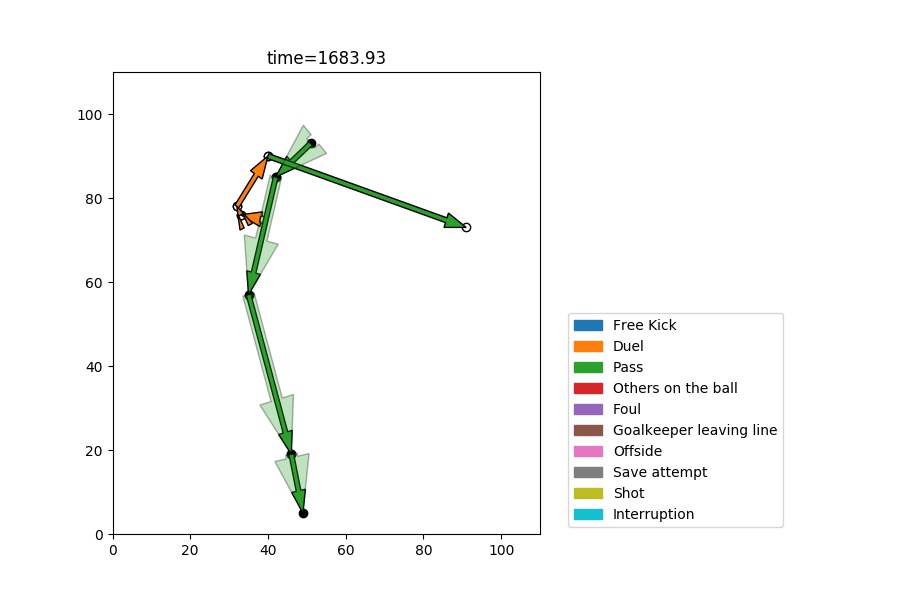 time=1683.93
100
80
60
40
20
0
0 20 40 60 80 100
Free Kick
Duel
Pass
Others on the ball
Foul
Goalkeeper leaving line
Offside
Save attempt
Shot
Interruption